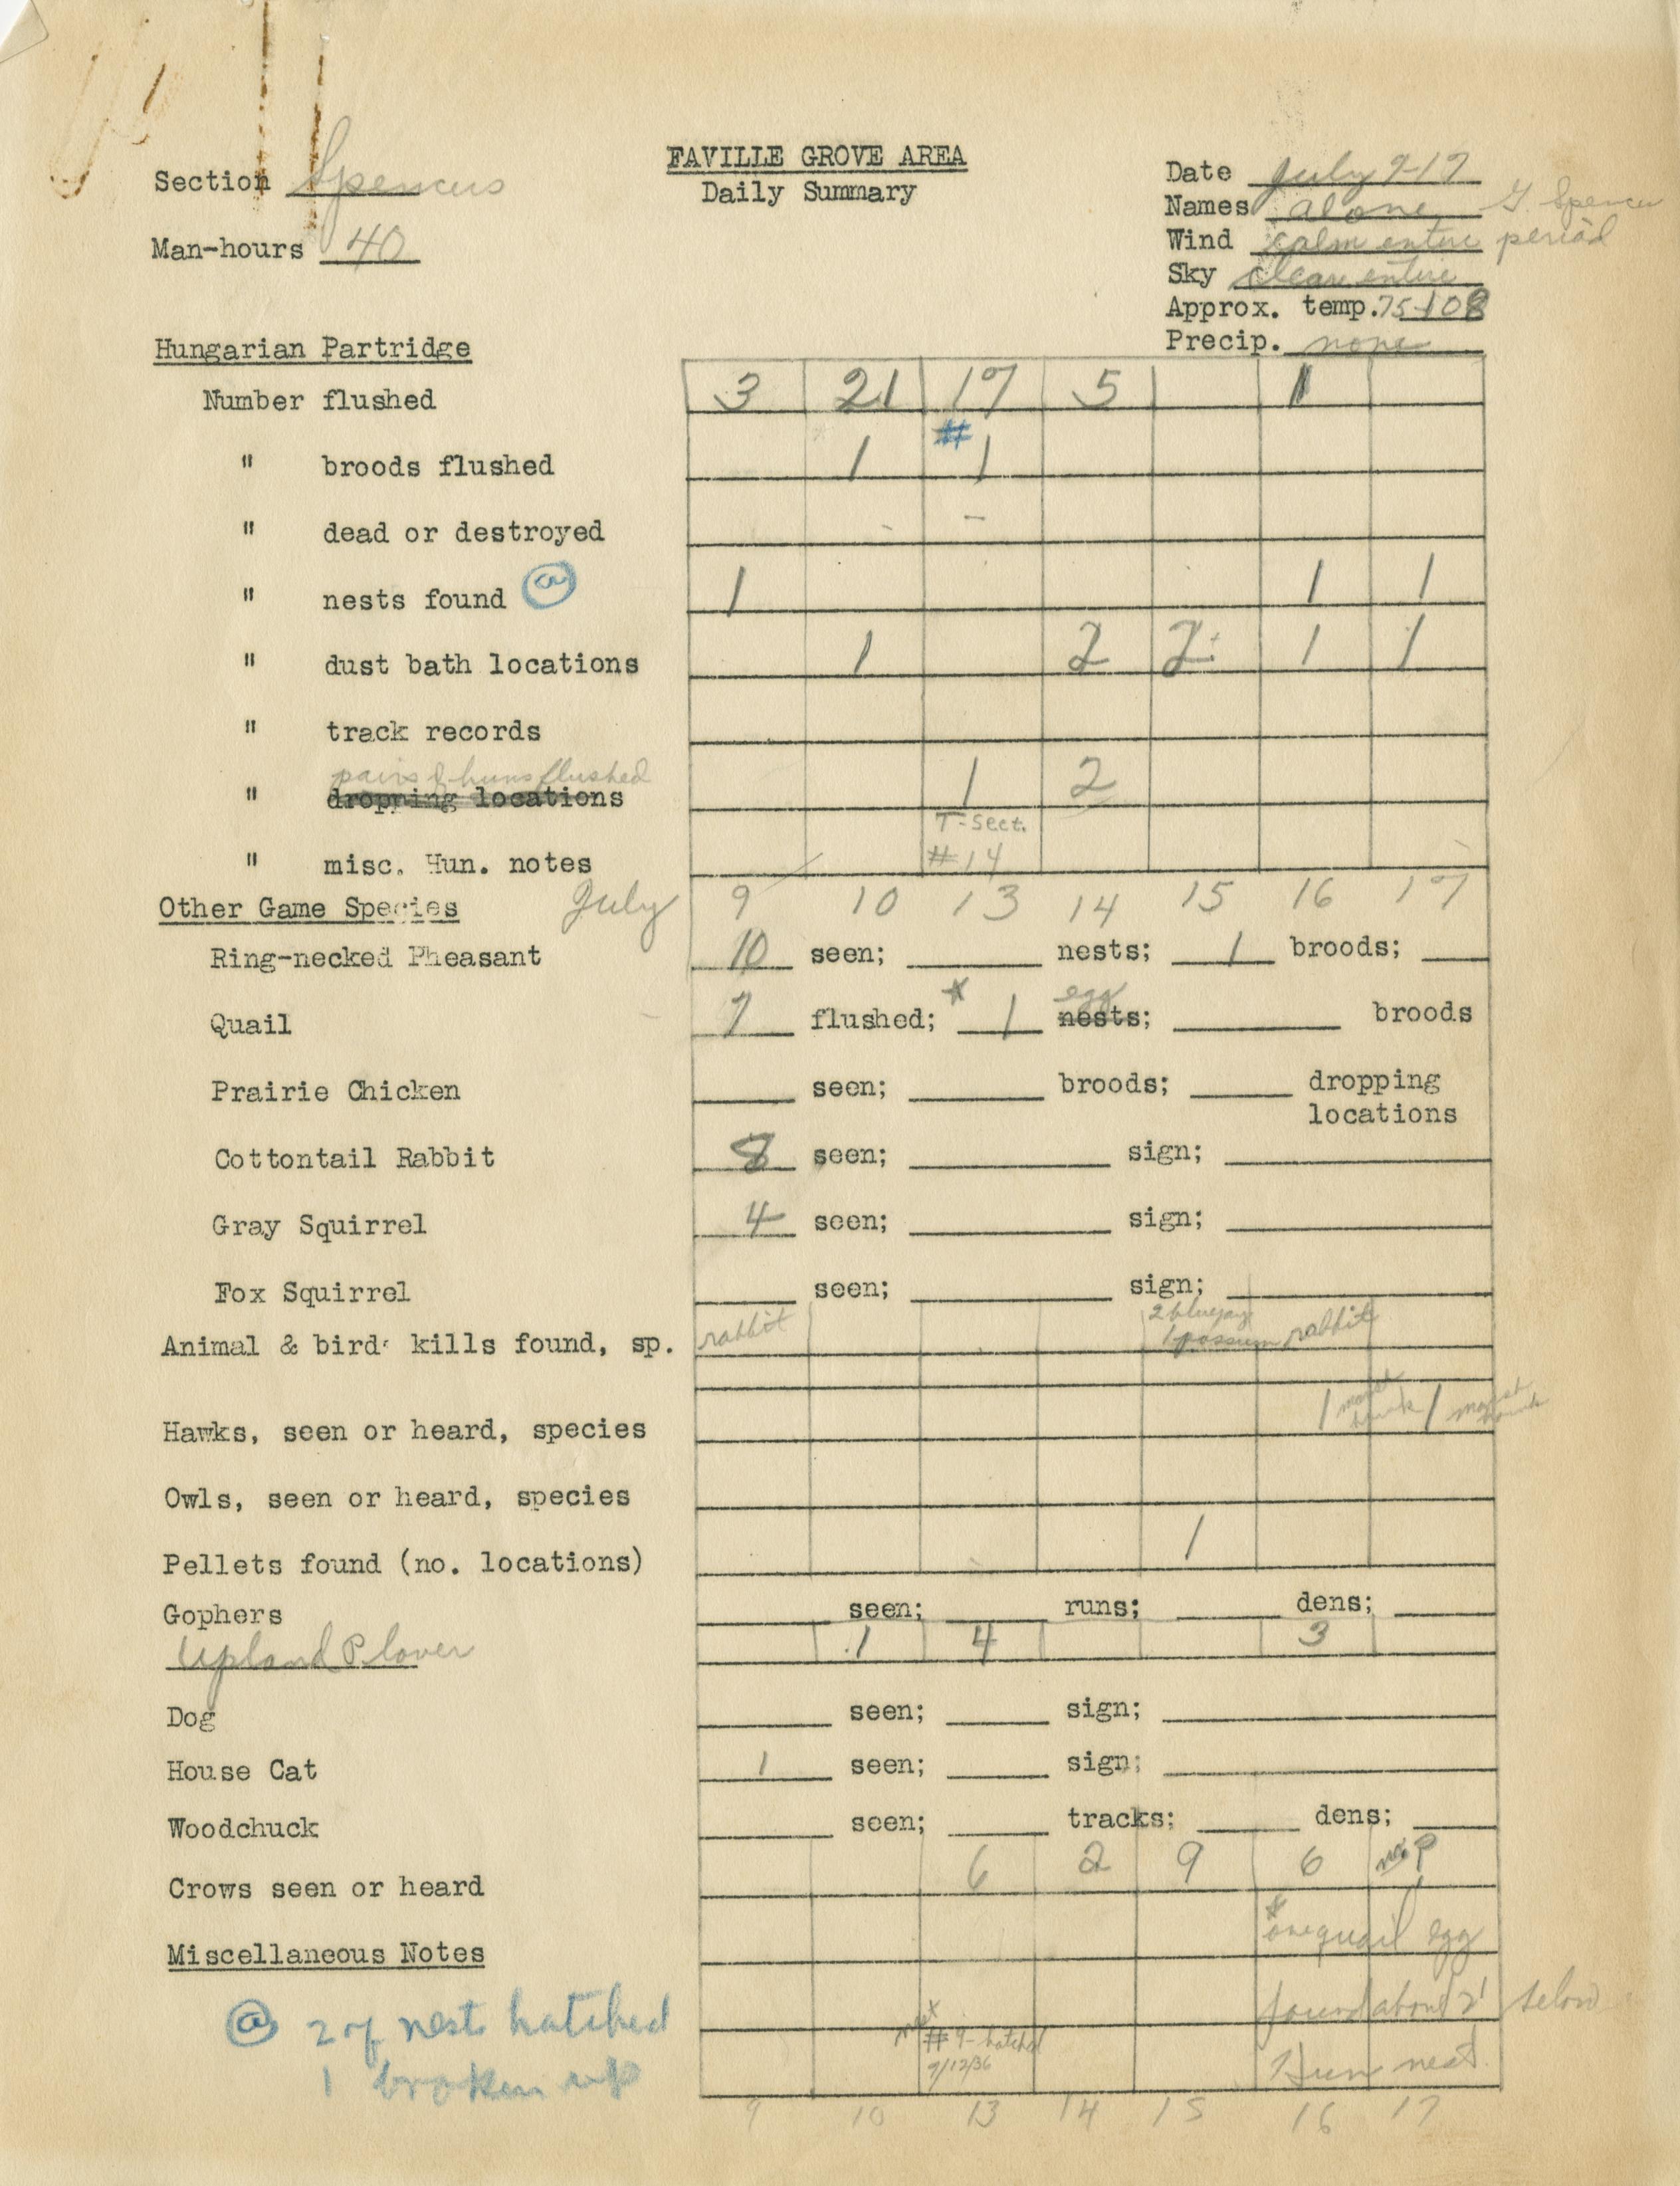 FAVILLE GROVE AREA
Daily Summary
Section Spencers
Man-hours 40
Date July 9-17
Names alone G. Spencer
Wind calm entire period
Sky clear entire
Approx. temp. 75-108
Precip. none
Hungarian Partridge
Number flushed 3 21 17 5 1
" broods flushed 1 # 1
" dead or destroyed - -
" nests found @ 1 1 1
" dust bath locations 1 2 2 1 1
" track records
pairs of huns flushed
" dropping locations 1 2
T-Sect.
" misc. Hun. notes #14
Other Game Species July 9 10 13 14 15 16 17
Ring-necked Pheasant 10 seen; nests; 1 broods;
egg
Quail 7 flushed; * 1 nests; broods
Prairie Chicken seen; broods; dropping
locations
Cottontail Rabbit 8 seen; sign;
Gray Squirrel 4 seen; sign;
Fox Squirrel seen; sign;
2 bluejay
Animal & bird kills found, sp. rabbit 1 possum rabbit
Hawks, seen or heard, species 1 marsh hawk 1 marsh hawk
Owls, seen or heard, species
Pellets found (no. locations) 1
Gophers seen; runs; dens;
Upland Plover 1 4 3
Dog seen; sign;
House Cat 1 seen; sign;
Woodchuck seen; tracks; dens;
Crows seen or heard 6 2 9 6
Miscellaneous Notes
* one quail egg
found about 2' below
Hun nest.
@ 2 of nests hatched
1 broken up
*
nest #9- hatched
7/12/36
9 10 13 14 15 16 17